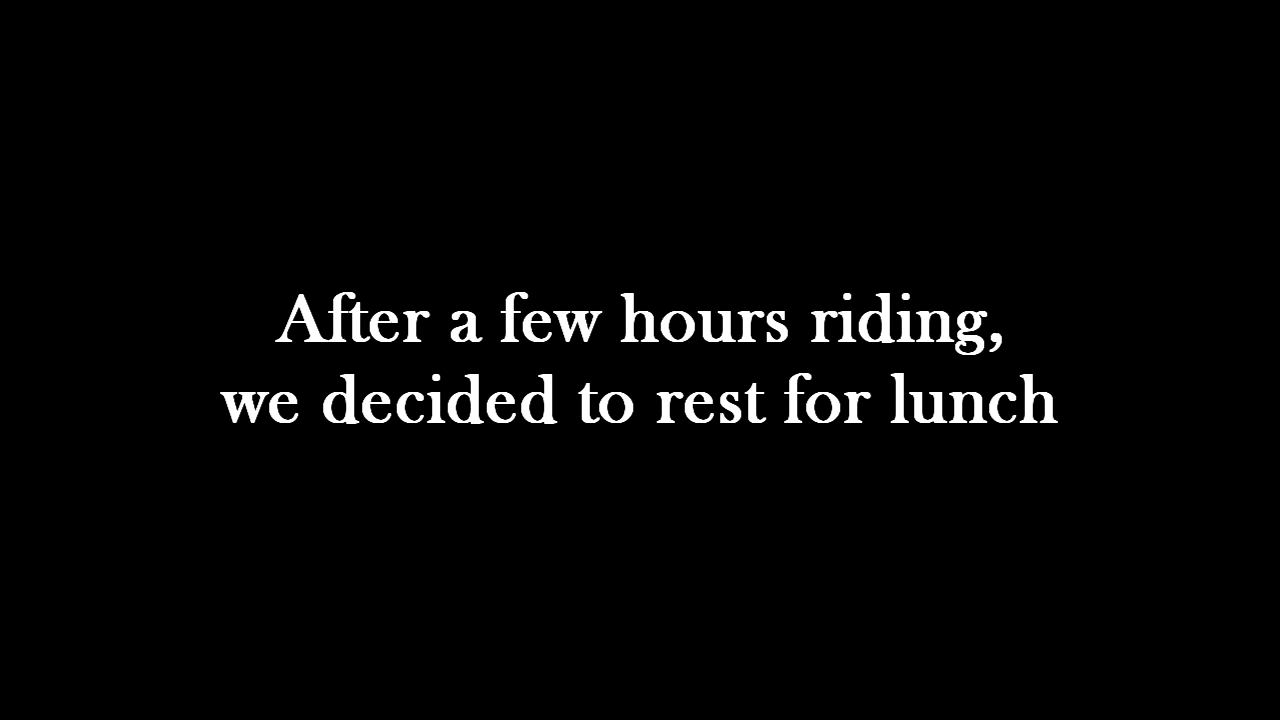 After a few hours riding,
we decided to rest for lunch